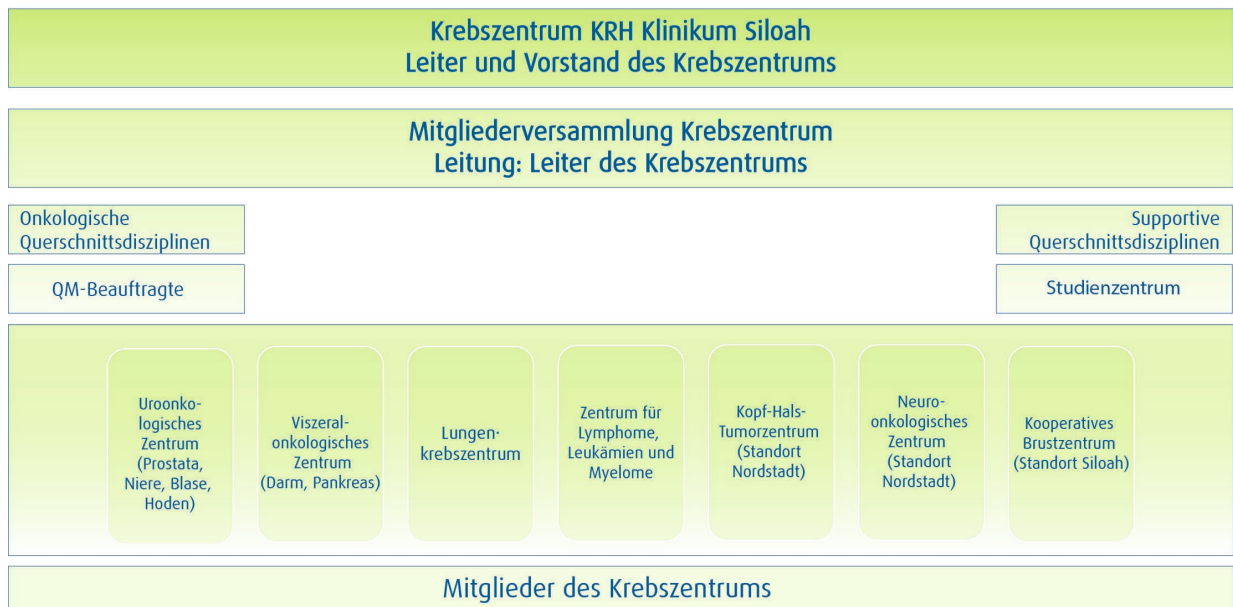 Krebszentrum KRH Klinikum Siloah
Leiter und Vorstand des Krebszentrums
Mitgliederversammlung Krebszentrum
Leitung: Leiter des Krebszentrums
Onkologische
Querschnittsdisziplinen
Supportive
Querschnittsdisziplinen
QM-Beauftragte
Studienzentrum
Uroonko-
logisches
Zentrum
(Prostata,
Niere, Blase,
Hoden)
Viszeral-
onkologisches
Zentrum
(Darm, Pankreas)
Lungen-
krebszentrum
Zentrum für
Lymphome,
Leukämien und
Myelome
Kopf-Hals-
Tumorzentrum
(Standort
Nordstadt)
Neuro-
onkologisches
Zentrum
(Standort
Nordstadt)
Kooperatives
Brustzentrum
(Standort Siloah)
Mitglieder des Krebszentrums